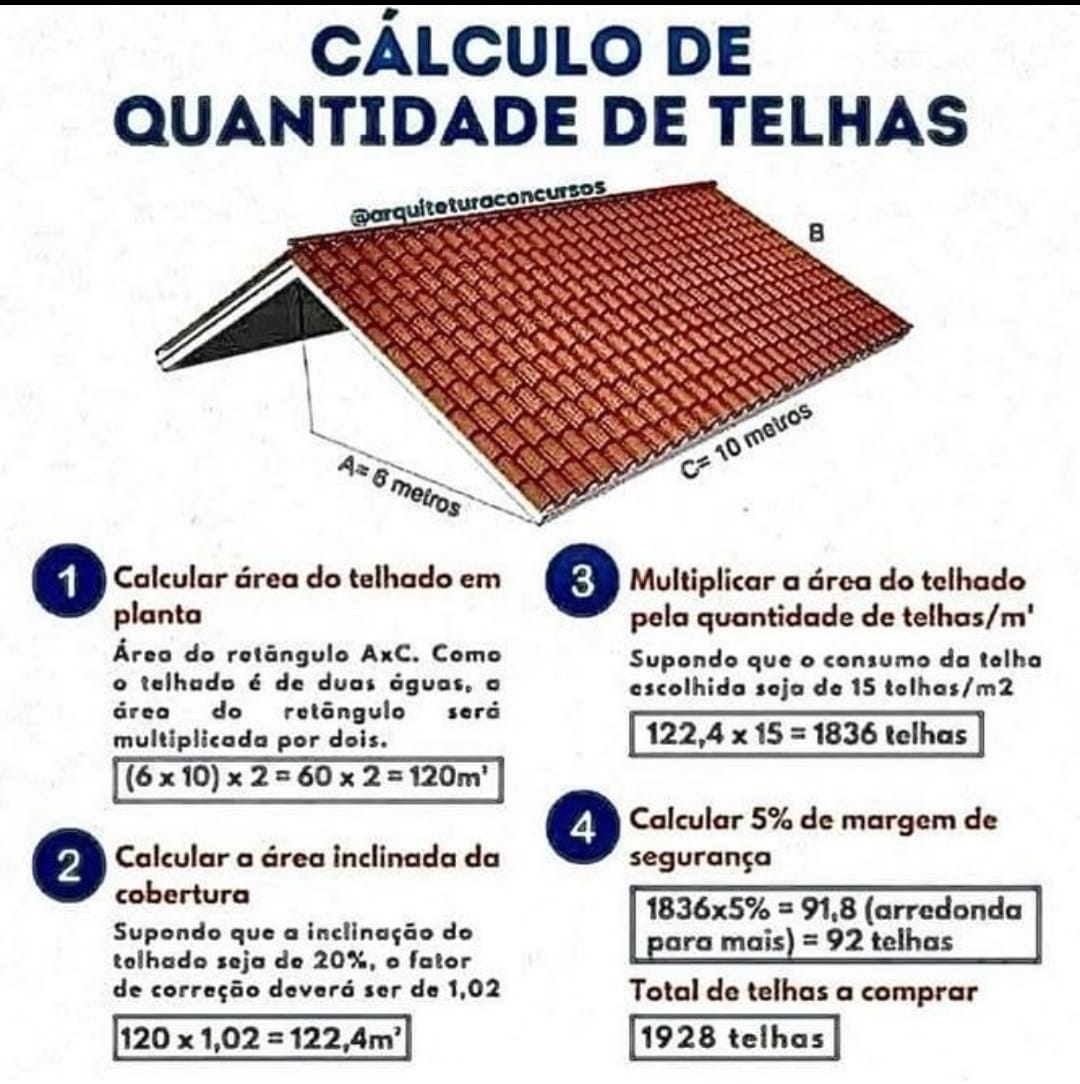 CÁLCULO DE
QUANTIDADE DE TELHAS
@arquiteturaconcursos
B
A= 6 metros
C= 10 metros
1
Calcular área do telhado em
planta
Área do retângulo AxC. Como
o telhado é de duas águas, a
área do retângulo será
multiplicada por dois.
(6 x 10) x 2 = 60 x 2 = 120m²
2
Calcular a área inclinada da
cobertura
Supondo que a inclinação do
telhado seja de 20%, o fator
de correção deverá ser de 1,02
120 x 1,02 = 122,4m²
3
Multiplicar a área do telhado
pela quantidade de telhas/m²
Supondo que o consumo da telha
escolhida seja de 15 telhas/m2
122,4 x 15 = 1836 telhas
4
Calcular 5% de margem de
segurança
1836x5% = 91,8 (arredonda
para mais) = 92 telhas
Total de telhas a comprar
1928 telhas